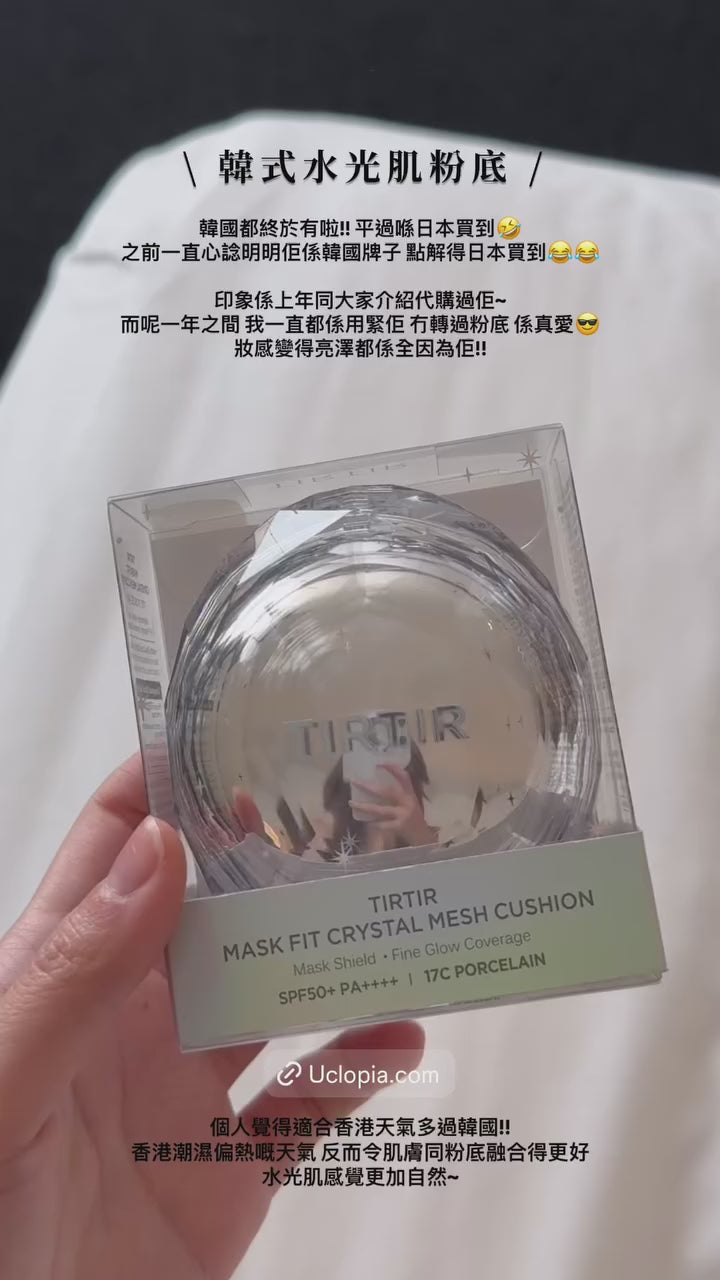 \ 韓式水光肌粉底 /
韓國都終於有啦!! 平過喺日本買到🤣
之前一直心諗明明佢係韓國牌子 點解得日本買到😂😂
印象係上年同大家介紹代購過佢~
而呢一年之間 我一直都係用緊佢 冇轉過粉底 係真愛😎
妝感變得亮澤都係全因為佢!!
TIRTIR
TIRTIR
MASK FIT CRYSTAL MESH CUSHION
Mask Shield • Fine Glow Coverage
SPF50+ PA++++ | 17C PORCELAIN
Uclopia.com
個人覺得適合香港天氣多過韓國!!
香港潮濕偏熱嘅天氣 反而令肌膚同粉底融合得更好
水光肌感覺更加自然~